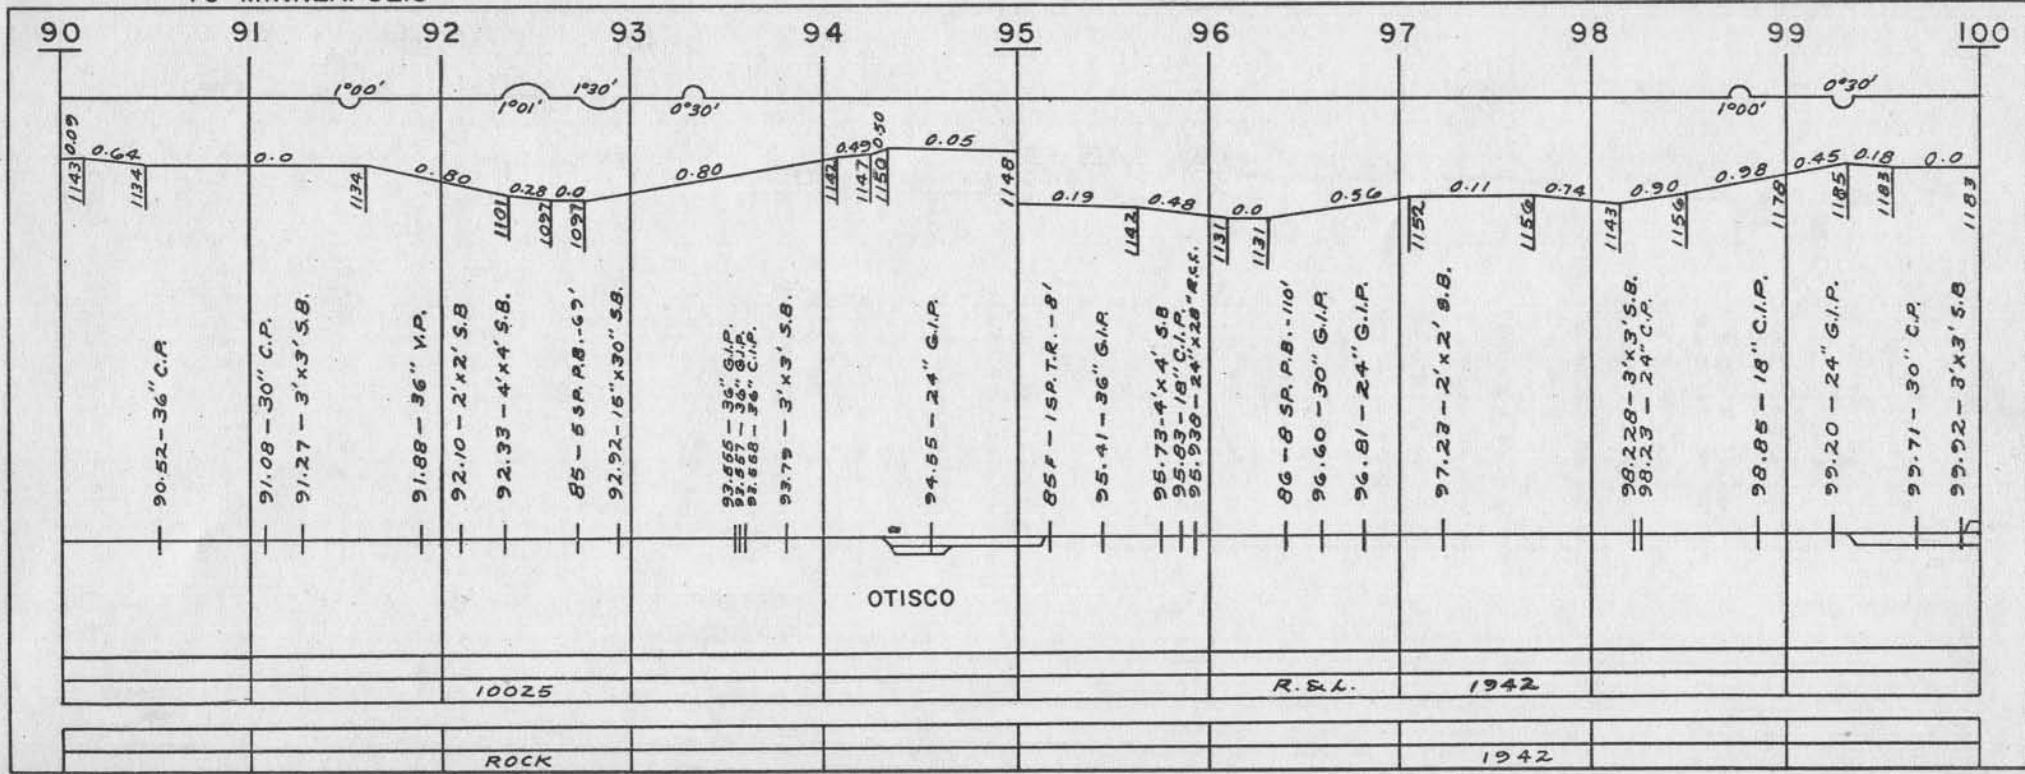 TO MINNEAPOLIS
90 91 92 93 94 95 96 97 98 99 100
1°00' 1°01' 1°30' 0°30' 1°00' 0°30'
0.09 0.64 0.0 0.80 0.28 0.0 0.80 0.49 0.50 0.05 0.19 0.48 0.0 0.56 0.11 0.74 0.90 0.98 0.45 0.18 0.0
1143 1134 1134 1101 1097 1097 1142 1147 1150 1148 1142 1131 1131 1152 1156 1143 1156 1178 1185 1183 1183
90.52-36" C.P.
91.08-30" C.P.
91.27-3'x3' S.B.
91.88-36" V.P.
92.10-2'x2' S.B
92.33-4'x4' S.B.
85-5 SP. P.B.-69'
92.92-15"x30" S.B.
36" G.I.P.
36" G.I.P.
36" C.I.P.
93.79-3'x3' S.B.
94.55-24" G.I.P.
1 SP. T.R.-8'
95.41-36" G.I.P.
95.73-4'x4' S.B
95.83-18" C.I.P.
95.938-24"x28"
86-8 SP. P.B.-110'
96.60-30" G.I.P.
96.81-24" G.I.P.
97.23-2'x2' S.B.
98.228-3'x3' S.B.
98.23-24" C.P.
98.85-18" C.I.P.
99.20-24" G.I.P.
99.71-30" C.P.
99.92-3'x3' S.B
OTISCO
10025 R.&L. 1942
ROCK 1942